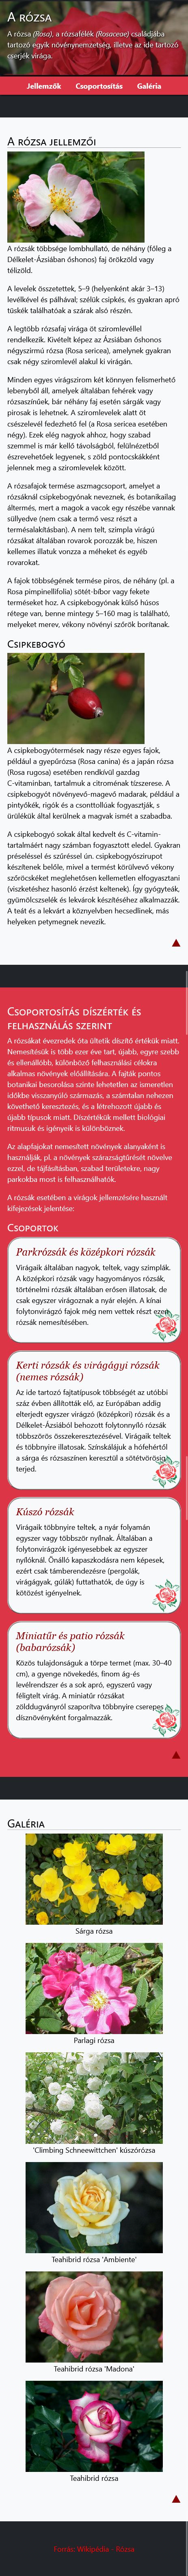 A rózsa
A rózsa (Rosa), a rózsafélék (Rosaceae) családjába
tartozó egyik növénynemzetség, illetve az ide tartozó
cserjék virága.
Jellemzők Csoportosítás Galéria
A rózsa jellemzői
A rózsák többsége lombhullató, de néhány (főleg a
Délkelet-Ázsiában őshonos) faj örökzöld vagy
télizöld.
A levelek összetettek, 5–9 (helyenként akár 3–13)
levélkével és pálhával; szélük csipkés, és gyakran apró
tüskék találhatóak a szárak alsó részén.
A legtöbb rózsafaj virága öt sziromlevéllel
rendelkezik. Kivételt képez az Ázsiában őshonos
négyszirmú rózsa (Rosa sericea), amelynek gyakran
csak négy sziromlevél alakul ki virágán.
Minden egyes virágszirom két könnyen felismerhető
lebenyből áll, amelyek általában fehérek vagy
rózsaszínűek, bár néhány faj esetén sárgák vagy
pirosak is lehetnek. A sziromlevelek alatt öt
csészelevél fedezhető fel (a Rosa sericea esetében
négy). Ezek elég nagyok ahhoz, hogy szabad
szemmel is már kellő távolságból, felülnézetből
észrevehetőek legyenek, s zöld pontocskákként
jelennek meg a sziromlevelek között.
A rózsafajok termése aszmagcsoport, amelyet a
rózsáknál csipkebogyónak neveznek, és botanikailag
áltermés, mert a magok a vacok egy részébe vannak
süllyedve (nem csak a termő vesz részt a
termésalakításban). A nem telt, szimpla virágú
rózsákat általában rovarok porozzák be, hiszen
kellemes illatuk vonzza a méheket és egyéb
rovarokat.
A fajok többségének termése piros, de néhány (pl. a
Rosa pimpinellifolia) sötét-bíbor vagy fekete
terméseket hoz. A csipkebogyónak külső húsos
rétege van, benne mintegy 5–160 mag is található,
melyeket merev, vékony növényi szőrök borítanak.
Csipkebogyó
A csipkebogyótermések nagy része egyes fajok,
például a gyepűrózsa (Rosa canina) és a japán rózsa
(Rosa rugosa) esetében rendkívül gazdag
C-vitaminban, tartalmuk a citromének tízszerese. A
csipkebogyót növényevő-magevő madarak, például a
pintyőkék, rigók és a csonttollúak fogyasztják, s
ürülékük által kerülnek a magvak ismét a szabadba.
A csipkebogyó sokak által kedvelt és C-vitamin-
tartalmáért nagy számban fogyasztott eledel. Gyakran
préseléssel és szűréssel ún. csipkebogyószirupot
készítenek belőle, mivel a termést körülvevő vékony
szőröcskéket meglehetősen kellemetlen elfogyasztani
(viszketéshez hasonló érzést keltenek). Így gyógyteák,
gyümölcszselék és lekvárok készítéséhez alkalmazzák.
A teát és a lekvárt a köznyelvben hecsedlinek, más
helyeken petymegnek nevezik.
Csoportosítás díszérték és
felhasználás szerint
A rózsákat évezredek óta ültetik díszítő értékük miatt.
Nemesítésük is több ezer éve tart, újabb, egyre szebb
és ellenállóbb, különböző felhasználási célokra
alkalmas növények előállítására. A fajták pontos
botanikai besorolása szinte lehetetlen az ismeretlen
időkbe visszanyúló származás, a számtalan nehezen
követhető keresztezés, és a létrehozott újabb és
újabb típusok miatt. Díszértékük mellett biológiai
ritmusuk és igényeik is különböznek.
Az alapfajokat nemesített növények alanyaként is
használják, pl. a növények szárazságtűrését növelve
ezzel, de tájfásításban, szabad területekre, nagy
parkokba most is felhasználhatók.
A rózsák esetében a virágok jellemzésére használt
kifejezések jelentése:
Csoportok
Parkrózsák és középkori rózsák
Virágaik általában nagyok, teltek, vagy szimplák.
A középkori rózsák vagy hagyományos rózsák,
történelmi rózsák általában erősen illatosak, de
csak egyszer virágoznak a nyár elején. A kínai
folytonvirágzó fajok még nem vettek részt ezen
rózsák nemesítésében.
Kerti rózsák és virágágyi rózsák
(nemes rózsák)
Az ide tartozó fajtatípusok többségét az utóbbi
száz évben állították elő, az Európában addig
elterjedt egyszer virágzó (középkori) rózsák és a
Délkelet-Ázsiából behozott folytonnyíló rózsák
többszörös összekeresztezésével. Virágaik teltek
és többnyire illatosak. Színskálájuk a hófehértől
a sárga és rózsaszínen keresztül a sötétvörösig
terjed.
Kúszó rózsák
Virágaik többnyire teltek, a nyár folyamán
egyszer vagy többször nyílnak. Általában a
folytonvirágzók igényesebbek az egyszer
nyílóknál. Önálló kapaszkodásra nem képesek,
ezért csak támberendezésre (pergolák,
virágágyak, gúlák) futtathatók, de úgy is
kötözést igényelnek.
Miniatűr és patio rózsák
(babarózsák)
Közös tulajdonságuk a törpe termet (max. 30–40
cm), a gyenge növekedés, finom ág-és
levélrendszer és a sok apró, egyszerű vagy
féligtelt virág. A miniatűr rózsákat
zölddugványról szaporítva többnyire cserepes
dísznövényként forgalmazzák.
Galéria
Sárga rózsa
Parlagi rózsa
'Climbing Schneewittchen' kúszórózsa
Teahibrid rózsa 'Ambiente'
Teahibrid rózsa 'Madona'
Teahibrid rózsa
Forrás: Wikipédia - Rózsa